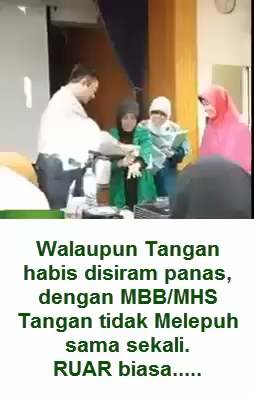 Walaupun Tangan
habis disiram panas,
dengan MBB/MHS
Tangan tidak Melepuh
sama sekali.
RUAR biasa.....